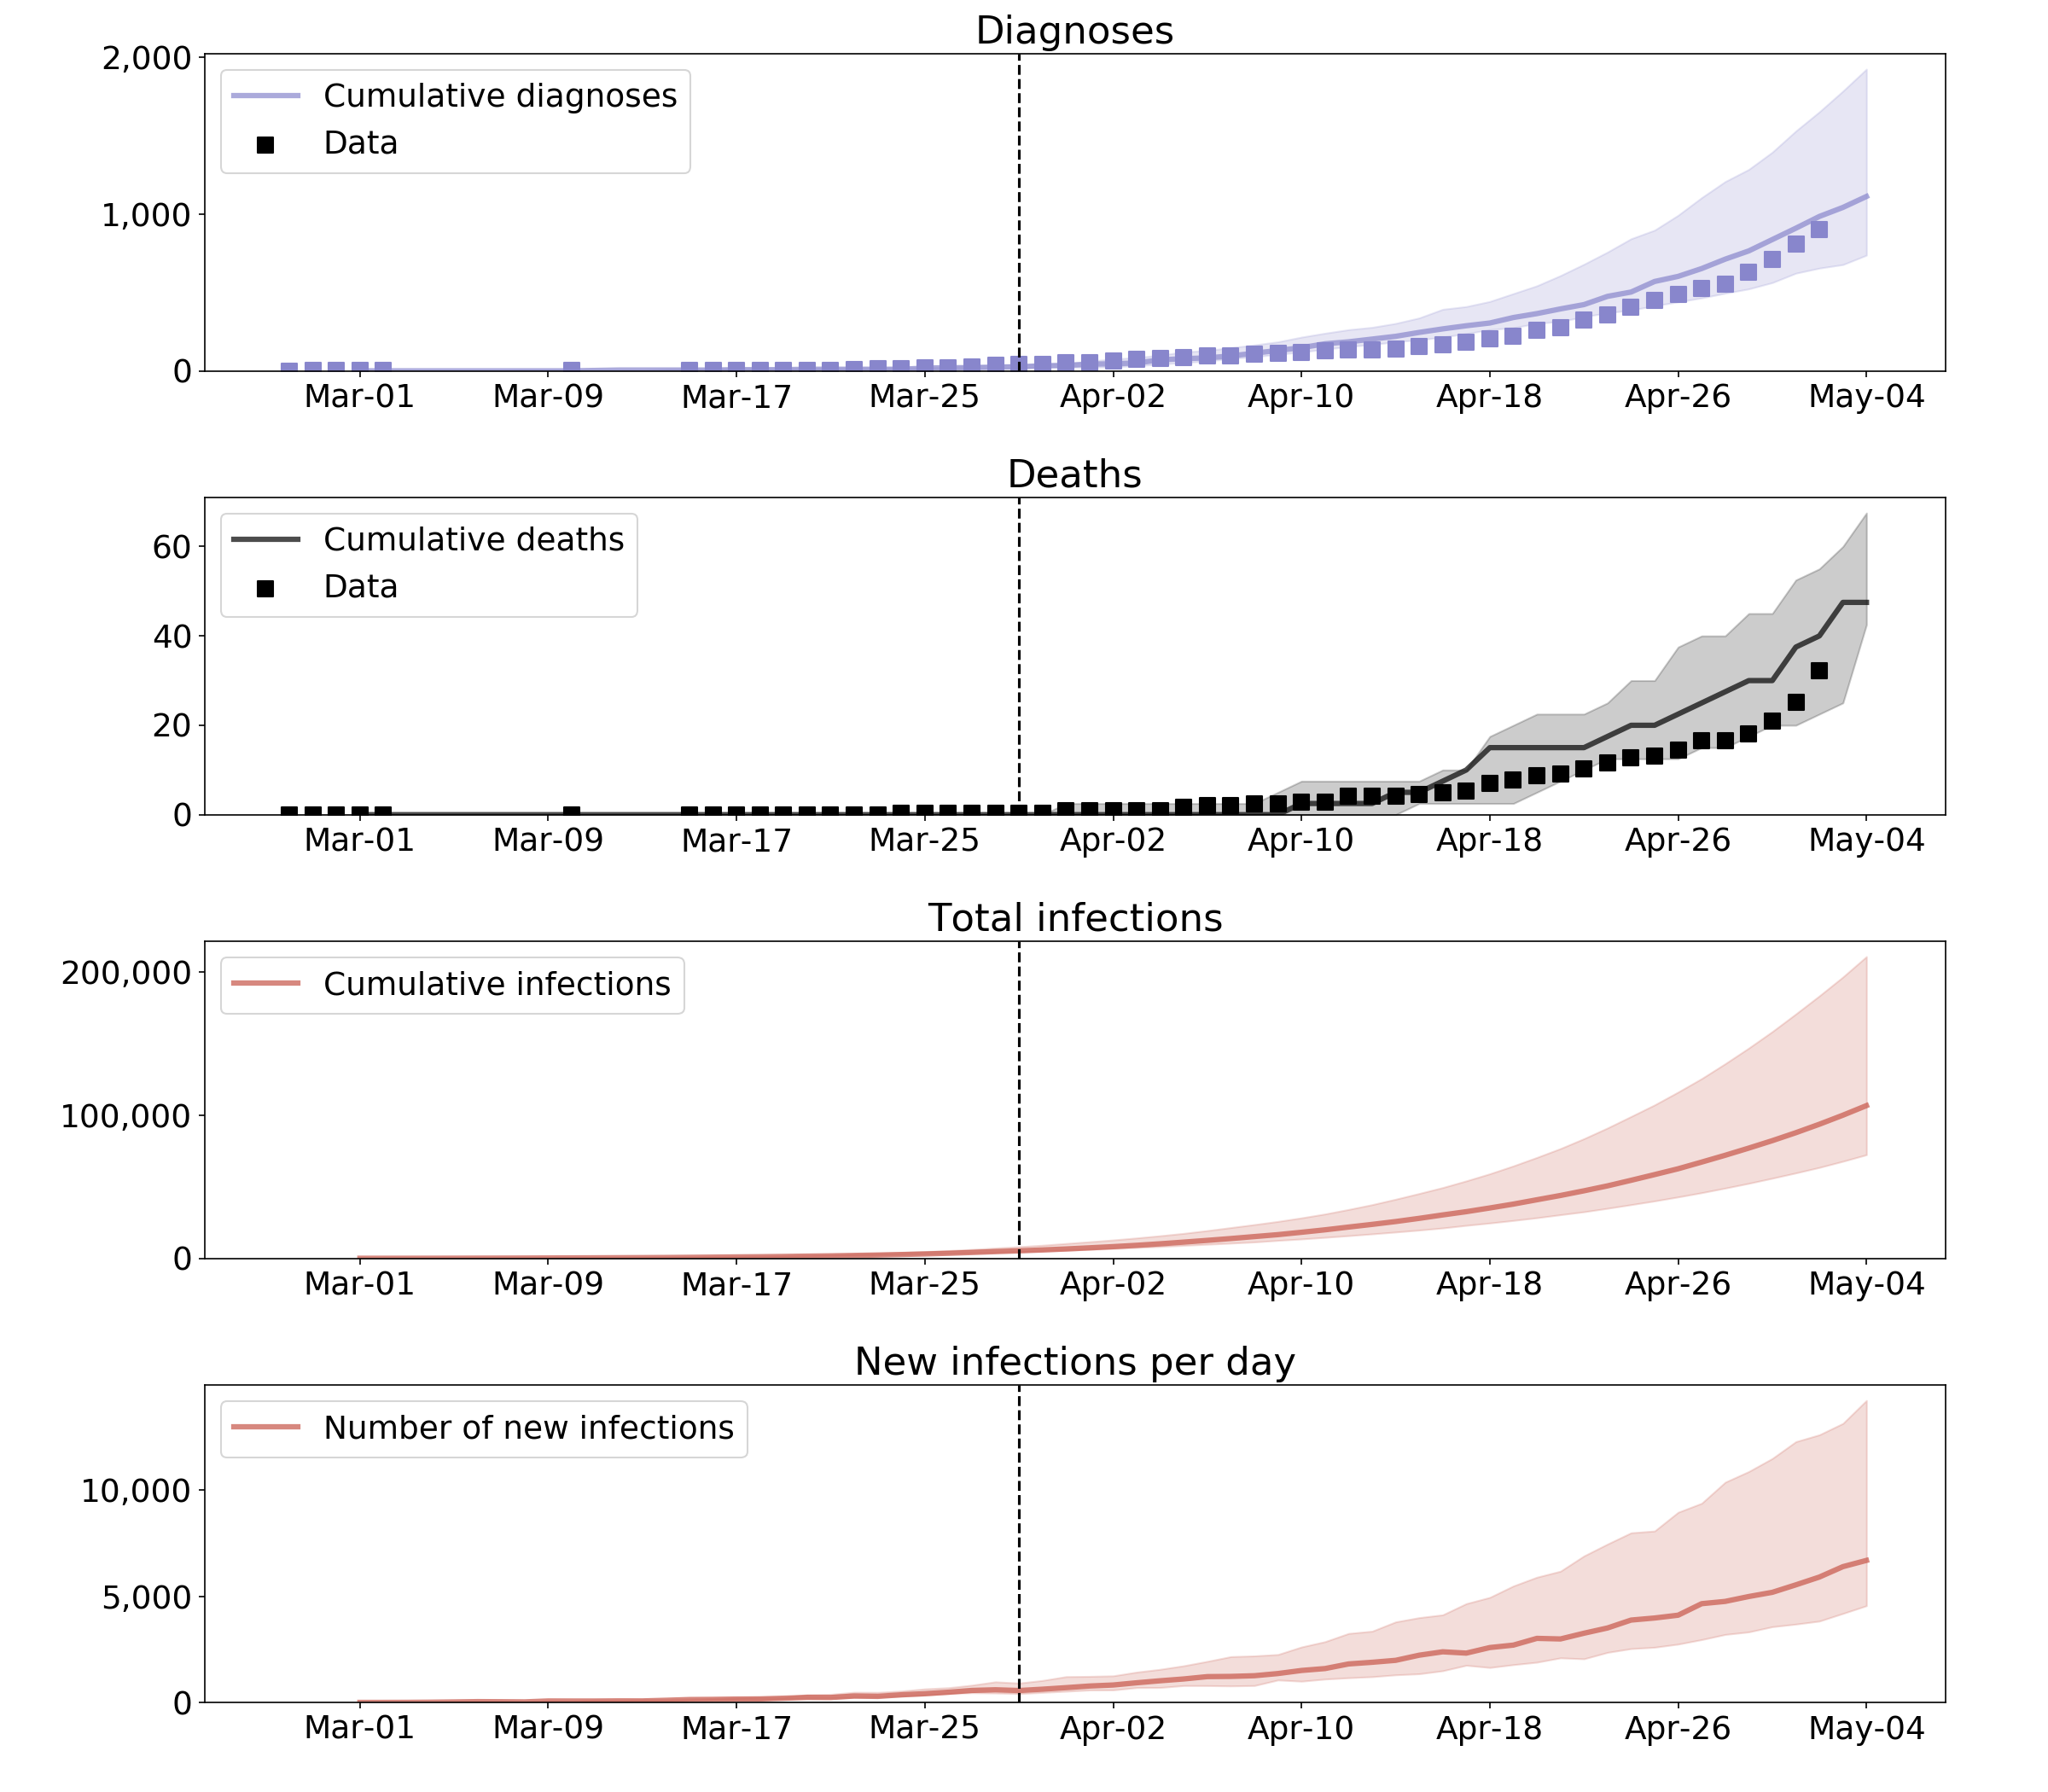 Diagnoses
2,000
1,000
0
Cumulative diagnoses
Data
Mar-01 Mar-09 Mar-17 Mar-25 Apr-02 Apr-10 Apr-18 Apr-26 May-04
Deaths
60
40
20
0
Cumulative deaths
Data
Mar-01 Mar-09 Mar-17 Mar-25 Apr-02 Apr-10 Apr-18 Apr-26 May-04
Total infections
200,000
100,000
0
Cumulative infections
Mar-01 Mar-09 Mar-17 Mar-25 Apr-02 Apr-10 Apr-18 Apr-26 May-04
New infections per day
10,000
5,000
0
Number of new infections
Mar-01 Mar-09 Mar-17 Mar-25 Apr-02 Apr-10 Apr-18 Apr-26 May-04